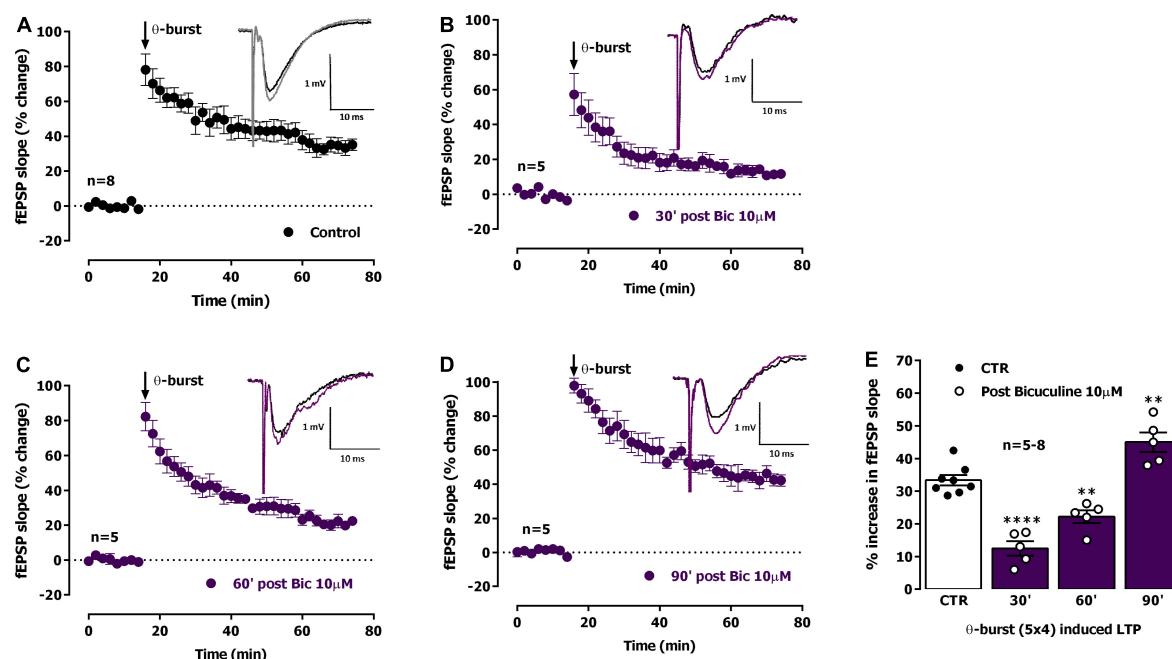 A
θ-burst
1 mV
10 ms
fEPSP slope (% change)
100
80
60
40
20
0
-20
n=8
Control
0 20 40 60 80
Time (min)
B
θ-burst
1 mV
10 ms
fEPSP slope (% change)
100
80
60
40
20
0
-20
n=5
30' post Bic 10μM
0 20 40 60 80
Time (min)
C
θ-burst
1 mV
10 ms
fEPSP slope (% change)
100
80
60
40
20
0
-20
n=5
60' post Bic 10μM
0 20 40 60 80
Time (min)
D
θ-burst
1 mV
10 ms
fEPSP slope (% change)
100
80
60
40
20
0
-20
n=5
90' post Bic 10μM
0 20 40 60 80
Time (min)
E
% increase in fEPSP slope
70
60
50
40
30
20
10
0
CTR
Post Bicuculine 10μM
n=5-8
****
**
**
CTR 30' 60' 90'
θ-burst (5x4) induced LTP